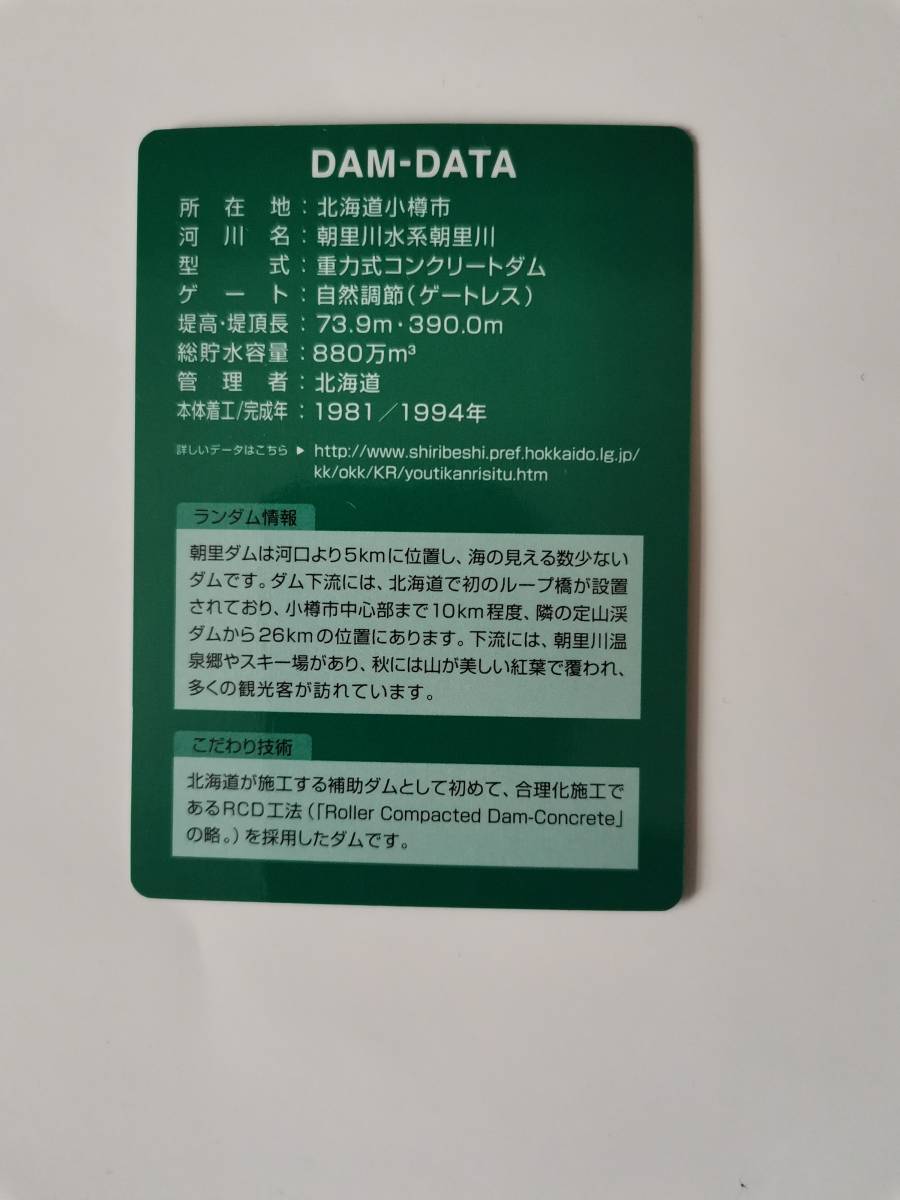 DAM-DATA
所在地：北海道小樽市
河川名：朝里川水系朝里川
型式：重力式コンクリートダム
ゲート：自然調節（ゲートレス）
堤高・堤頂長：73.9m・390.0m
総貯水容量：880万m³
管理者：北海道
本体着工/完成年：1981／1994年
詳しいデータはこちら ▶ http://www.shiribeshi.pref.hokkaido.lg.jp/
kk/okk/KR/youtikanrisitu.htm
ランダム情報
朝里ダムは河口より5kmに位置し、海の見える数少ない
ダムです。ダム下流には、北海道で初のループ橋が設置
されており、小樽市中心部まで10km程度、隣の定山渓
ダムから26kmの位置にあります。下流には、朝里川温
泉郷やスキー場があり、秋には山が美しい紅葉で覆われ、
多くの観光客が訪れています。
こだわり技術
北海道が施工する補助ダムとして初めて、合理化施工で
あるRCD工法（「Roller Compacted Dam-Concrete」
の略。）を採用したダムです。